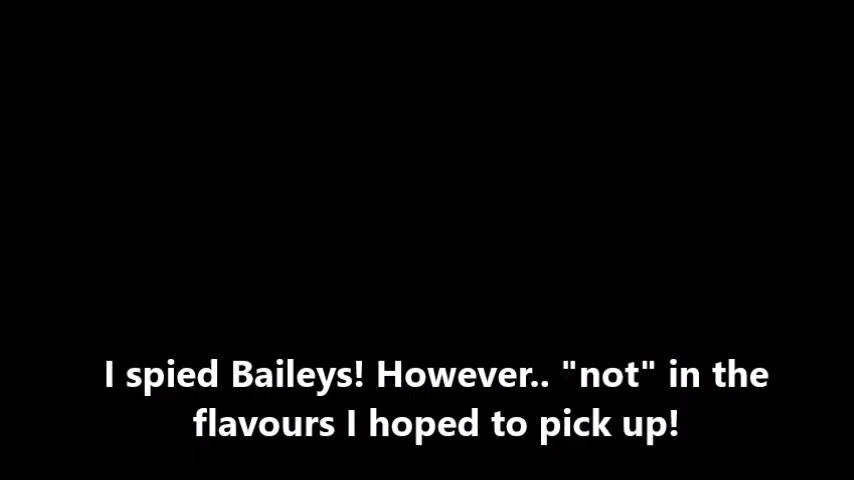 I spied Baileys! However.. "not" in the
flavours I hoped to pick up!